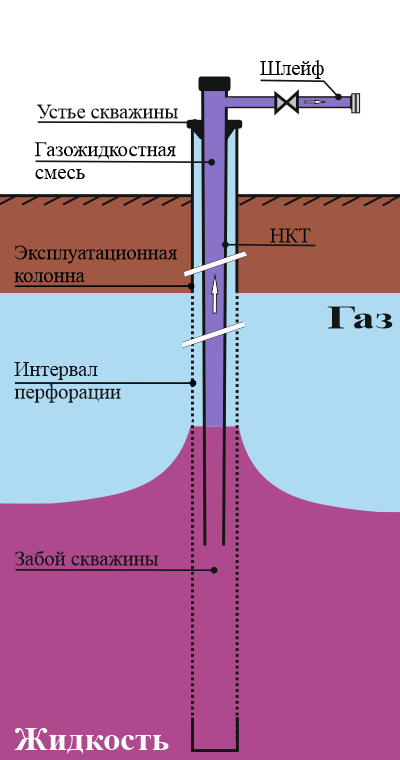 Шлейф
Устье скважины
Газожидкостная
смесь
НКТ
Эксплуатационная
колонна
Газ
Интервал
перфорации
Забой скважины
Жидкость